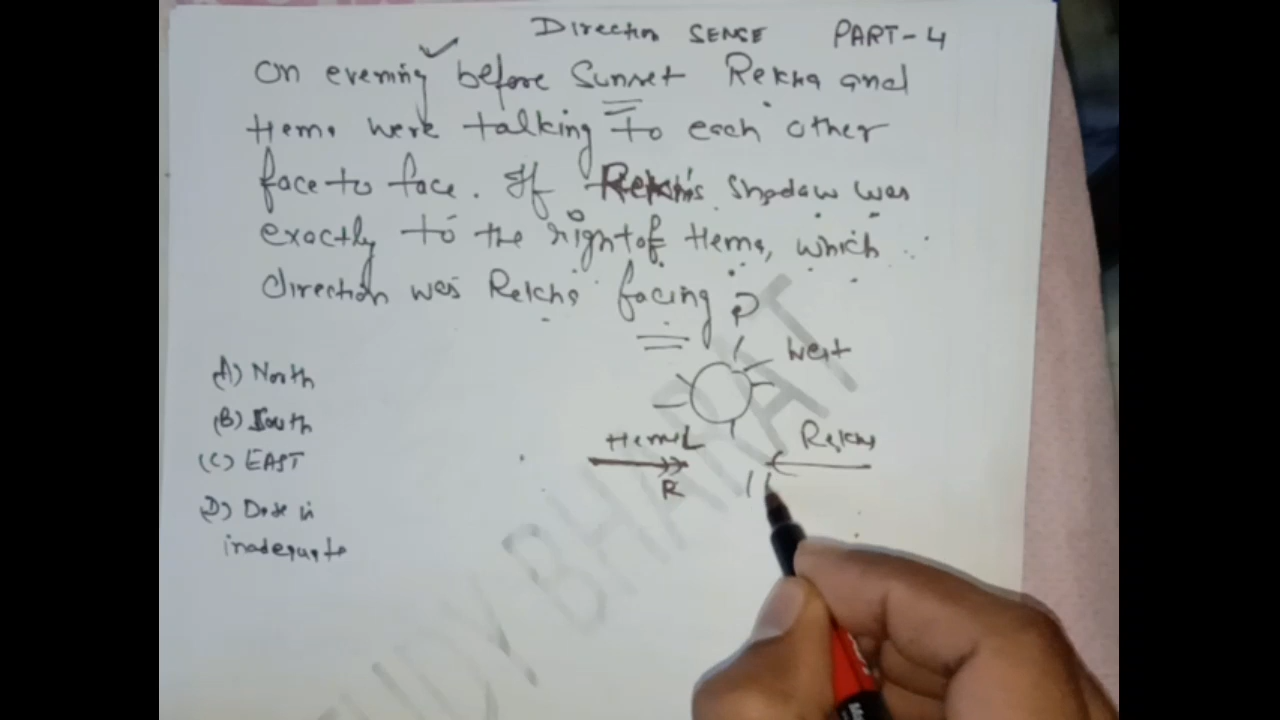 Direction SENSE PART-4
on evening before Sunset Rekha and
Hema were talking to each other
face to face. If Rekha's shadow was
exactly to the right of Hema, which
direction was Rekha facing ?
West
(A) North
(B) South
Hema L Rekha
(C) EAST
R
(D) Data is
inadequate
STUDY BHARAT